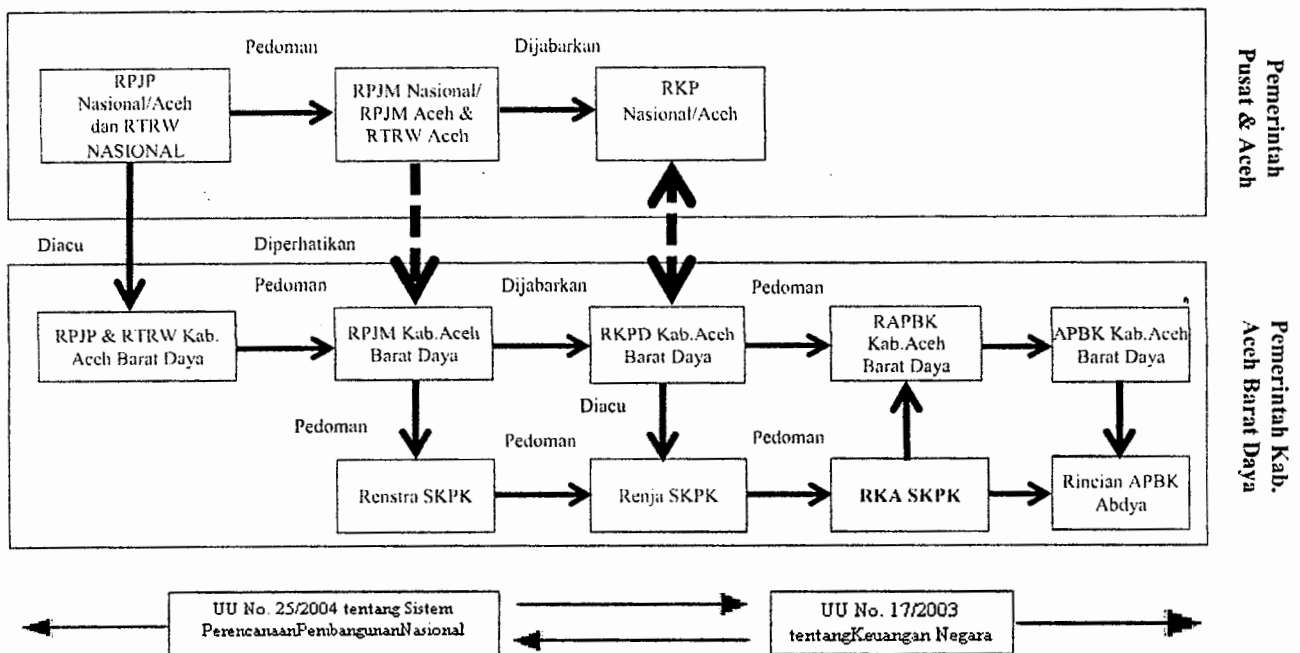 Pedoman
Dijabarkan
RPJP
Nasional/Aceh
dan RTRW
NASIONAL
RPJM Nasional/
RPJM Aceh &
RTRW Aceh
RKP
Nasional/Aceh
Pemerintah
Pusat & Aceh
Diacu
Diperhatikan
Pedoman
Dijabarkan
Pedoman
RPJP & RTRW Kab.
Aceh Barat Daya
RPJM Kab.Aceh
Barat Daya
RKPD Kab.Aceh
Barat Daya
RAPBK
Kab.Aceh
Barat Daya
APBK Kab.Aceh
Barat Daya
Pemerintah Kab.
Aceh Barat Daya
Pedoman
Diacu
Pedoman
Pedoman
Renstra SKPK
Renja SKPK
RKA SKPK
Rincian APBK
Abdya
UU No. 25/2004 tentang Sistem
PerencanaanPembangunanNasional
UU No. 17/2003
tentangKeuangan Negara